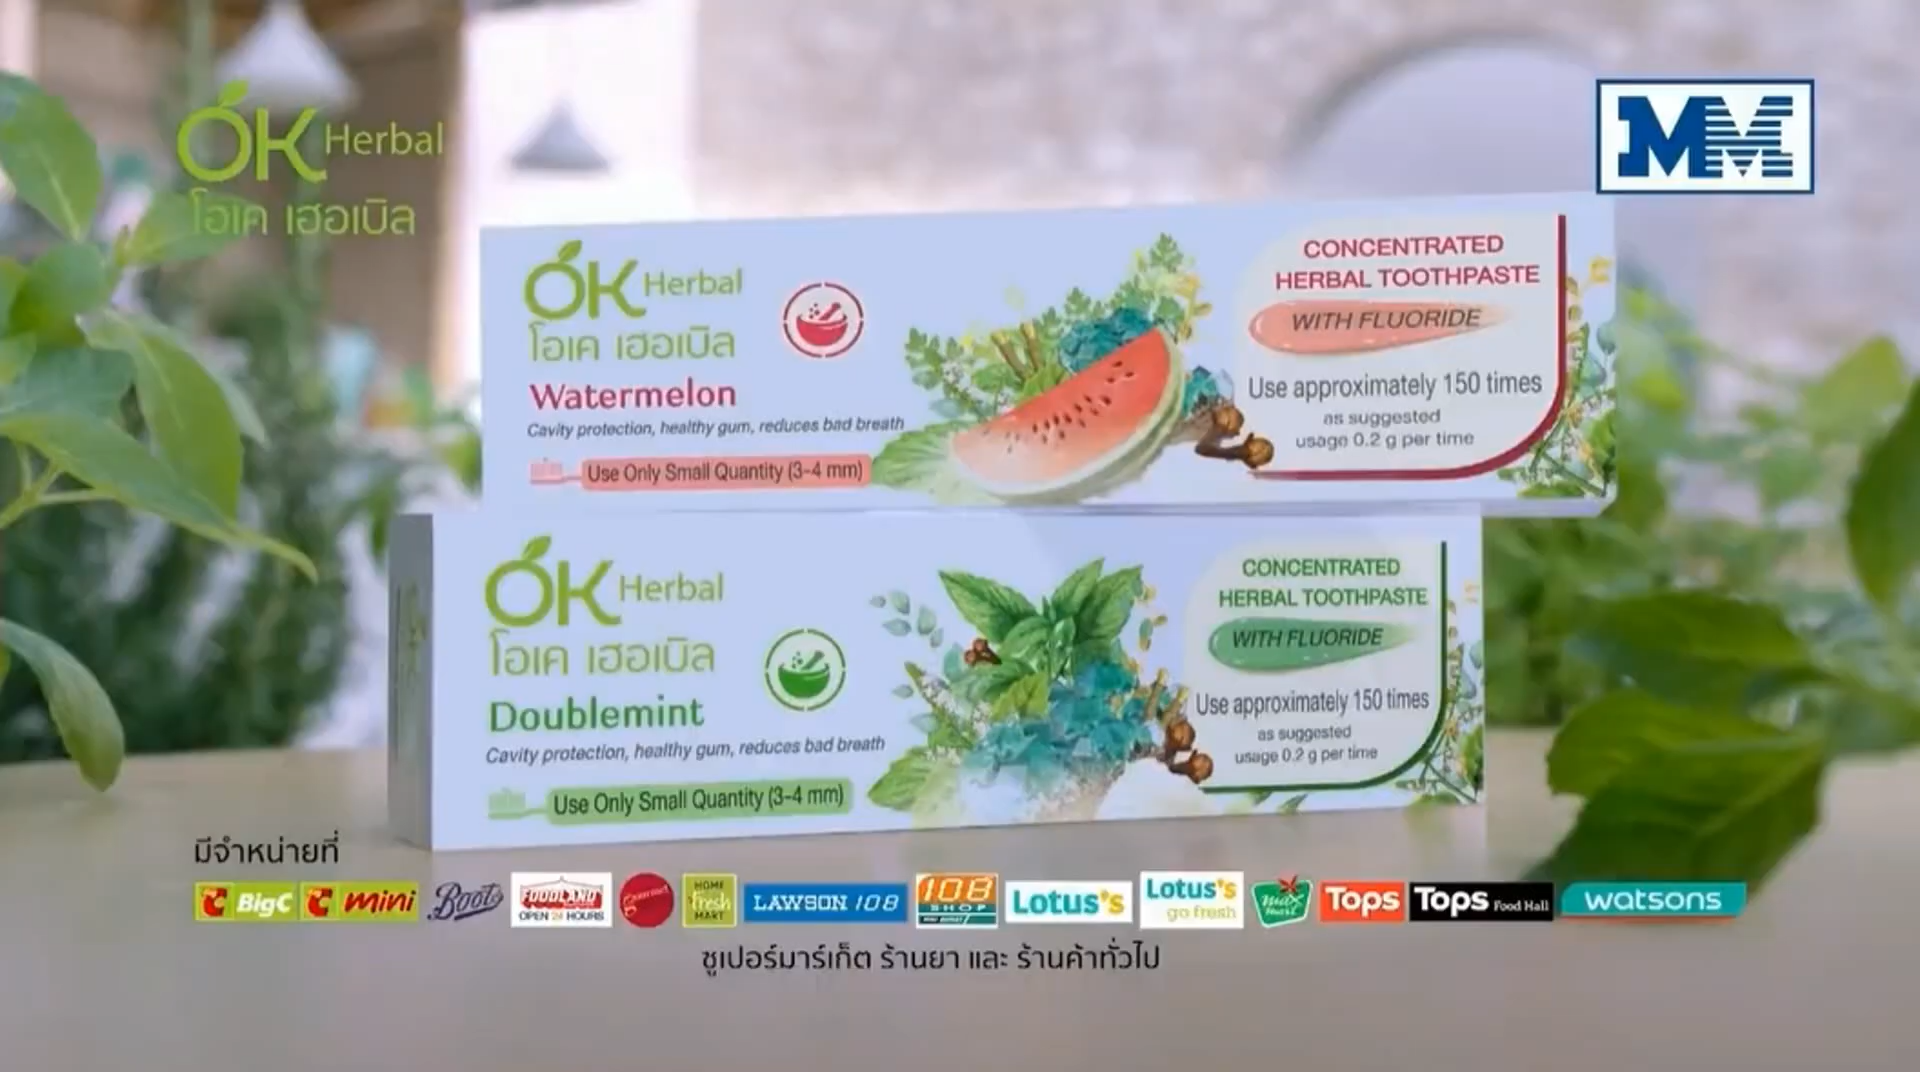 OK Herbal
โอเค เฮอเบิล
MM
OK Herbal
โอเค เฮอเบิล
Watermelon
Cavity protection, healthy gum, reduces bad breath
Use Only Small Quantity (3-4 mm)
CONCENTRATED
HERBAL TOOTHPASTE
WITH FLUORIDE
Use approximately 150 times
as suggested
usage 0.2 g per time
OK Herbal
โอเค เฮอเบิล
Doublemint
Cavity protection, healthy gum, reduces bad breath
Use Only Small Quantity (3-4 mm)
CONCENTRATED
HERBAL TOOTHPASTE
WITH FLUORIDE
Use approximately 150 times
as suggested
usage 0.2 g per time
มีจำหน่ายที่
BigC
mini
Boots
FOODLAND
OPEN 24 HOURS
gourmet
HOME
fresh
MART
LAWSON 108
108
SHOP
Lotus's
Lotus's
go fresh
max
Tops
Tops Food Hall
watsons
ซูเปอร์มาร์เก็ต ร้านยา และ ร้านค้าทั่วไป